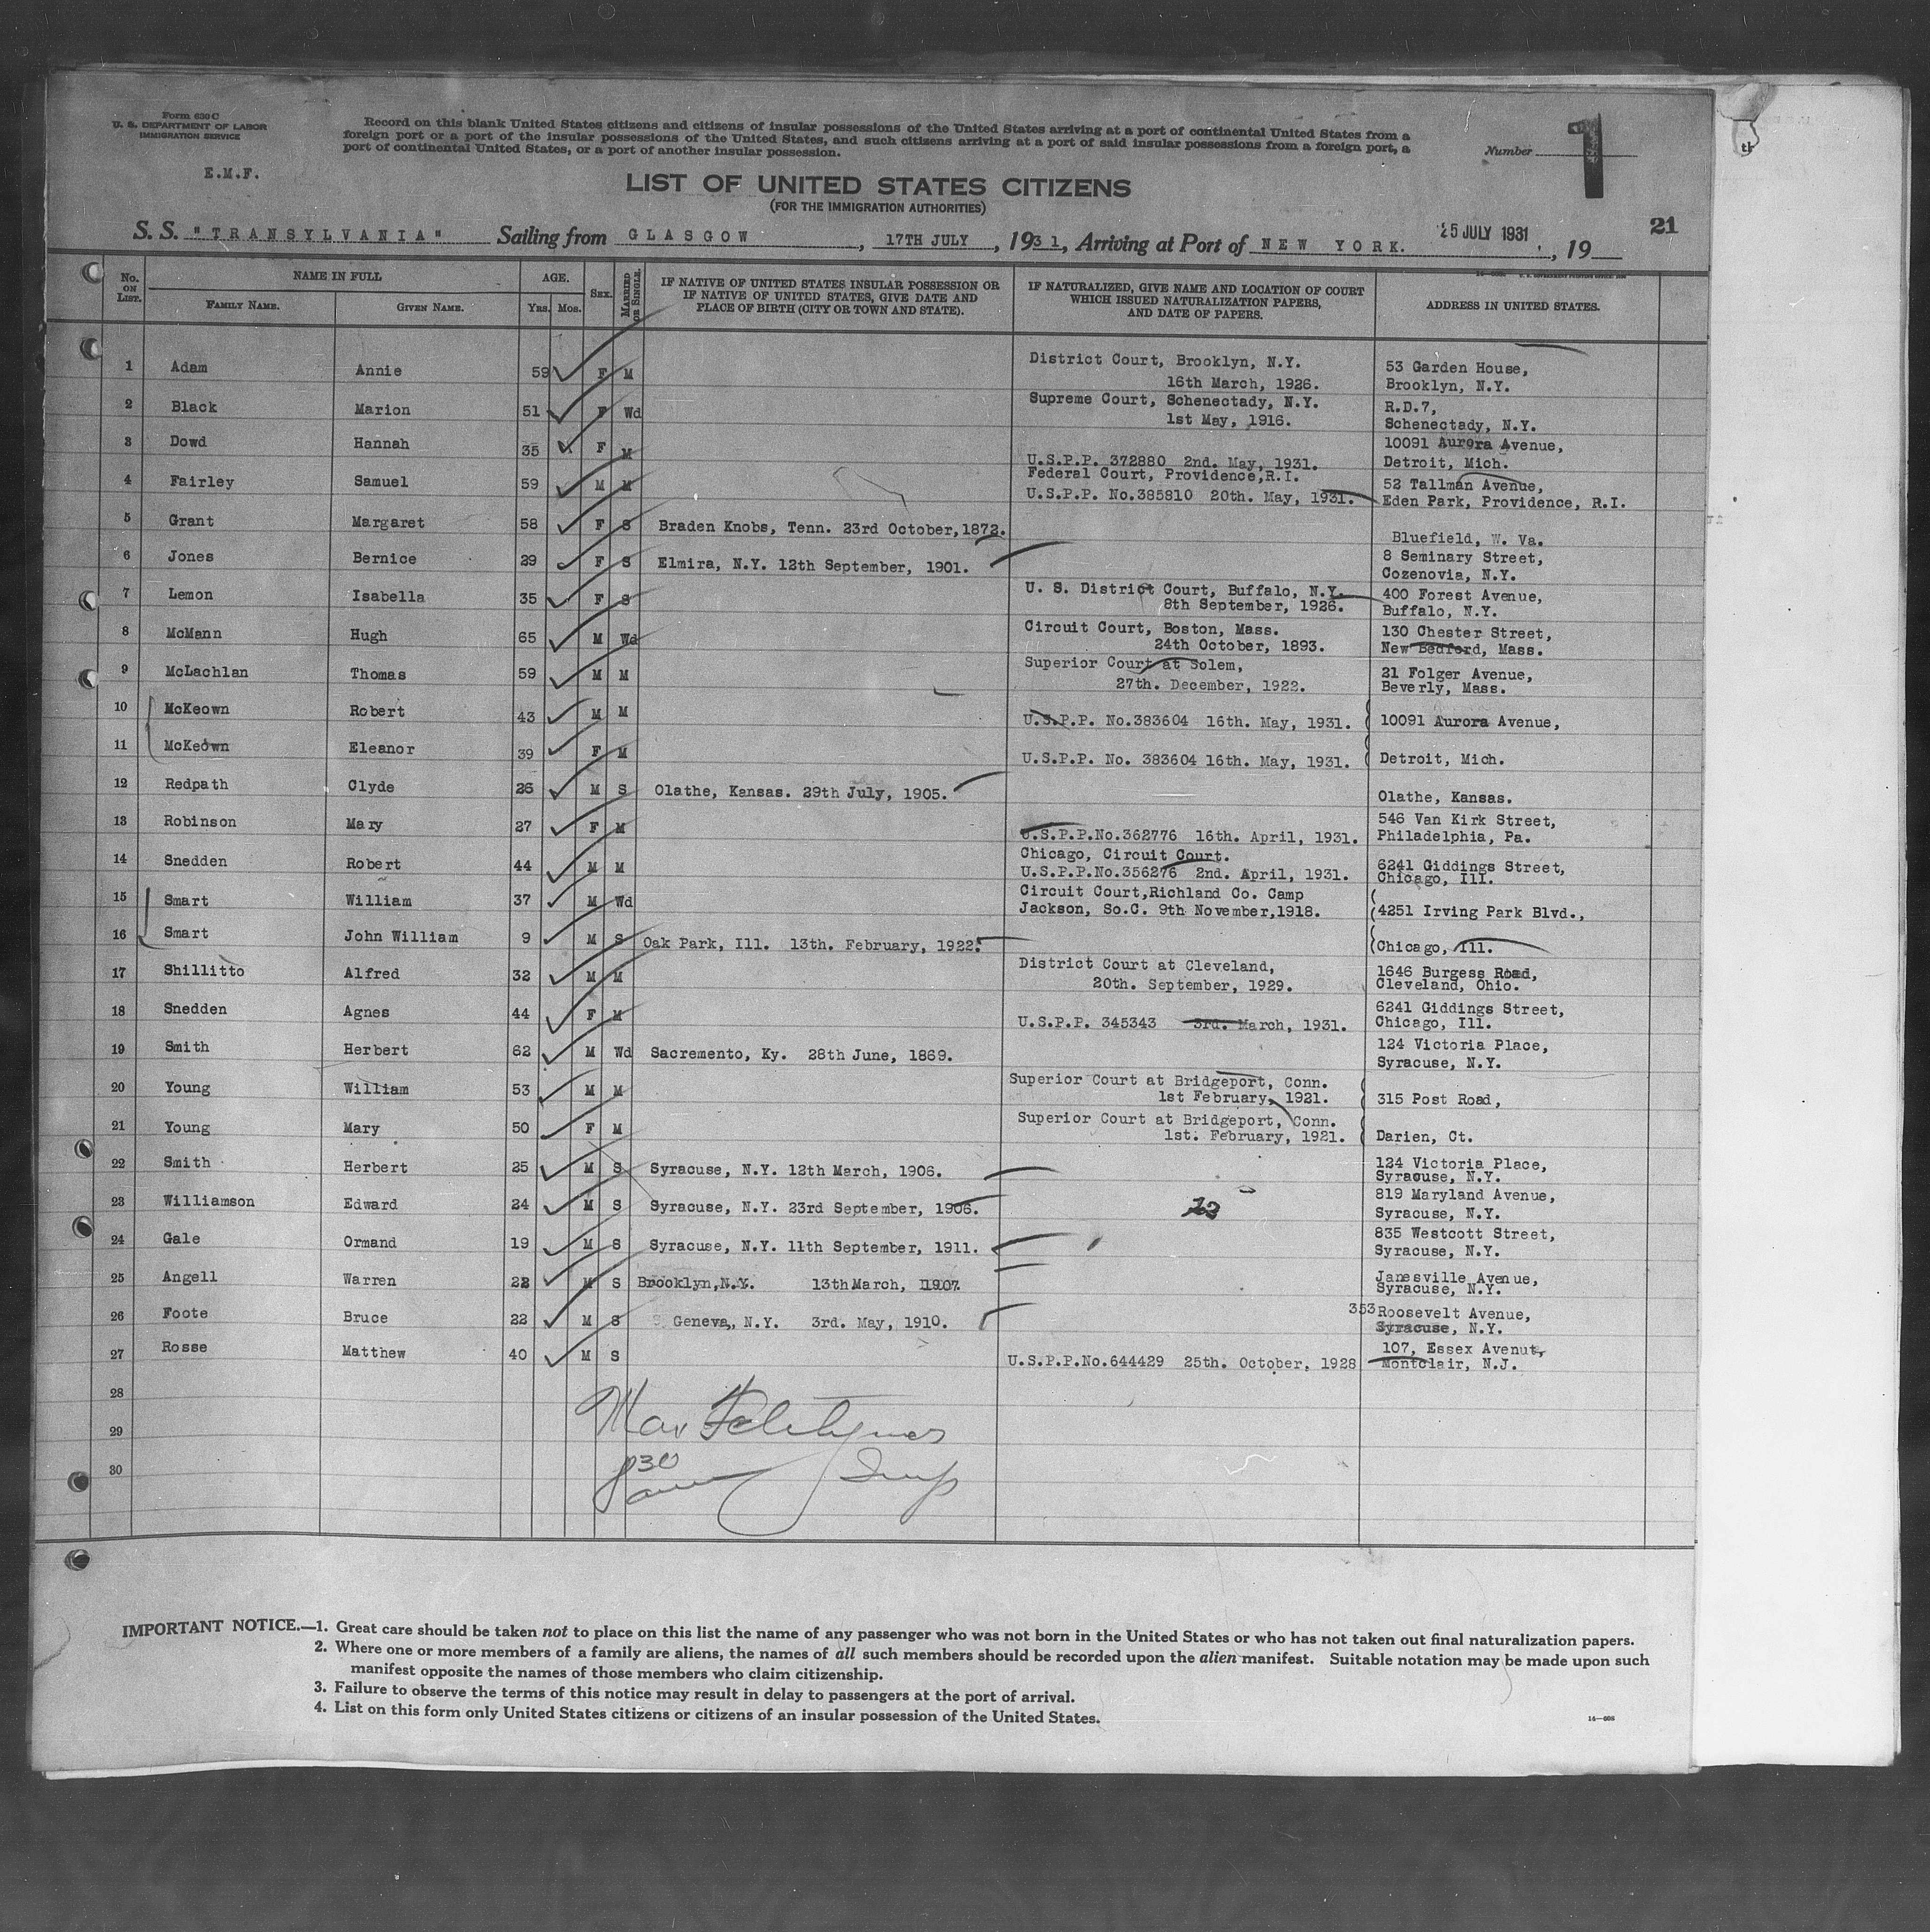 Form 630 C
U. S. DEPARTMENT OF LABOR
IMMIGRATION SERVICE
E.M.F.
Record on this blank United States citizens and citizens of insular possessions of the United States arriving at a port of continental United States from a
foreign port or a port of the insular possessions of the United States, and such citizens arriving at a port of said insular possessions from a foreign port, a
port of continental United States, or a port of another insular possession.
Number 1
LIST OF UNITED STATES CITIZENS
(FOR THE IMMIGRATION AUTHORITIES)
21
S. S. "TRANSYLVANIA" Sailing from GLASGOW, 17TH JULY, 1931, Arriving at Port of NEW YORK. 25 JULY 1931, 19
No. ON LIST. NAME IN FULL FAMILY NAME. GIVEN NAME. AGE. Yrs. Mos. SEX. MARRIED OR SINGLE. IF NATIVE OF UNITED STATES INSULAR POSSESSION OR IF NATIVE OF UNITED STATES, GIVE DATE AND PLACE OF BIRTH (CITY OR TOWN AND STATE). IF NATURALIZED, GIVE NAME AND LOCATION OF COURT WHICH ISSUED NATURALIZATION PAPERS, AND DATE OF PAPERS. ADDRESS IN UNITED STATES.
1 Adam Annie 59 F M District Court, Brooklyn, N.Y. 16th March, 1926. 53 Garden House, Brooklyn, N.Y.
2 Black Marion 51 F Wd Supreme Court, Schenectady, N.Y. 1st May, 1916. R.D.7, Schenectady, N.Y.
3 Dowd Hannah 35 F M U.S.P.P. 372880 2nd. May, 1931. 10091 Aurora Avenue, Detroit, Mich.
4 Fairley Samuel 59 M M Federal Court, Providence,R.I. U.S.P.P. No.385810 20th. May, 1931. 52 Tallman Avenue, Eden Park, Providence, R.I.
5 Grant Margaret 58 F S Braden Knobs, Tenn. 23rd October,1872. Bluefield, W. Va.
6 Jones Bernice 29 F S Elmira, N.Y. 12th September, 1901. 8 Seminary Street, Cozenovia, N.Y.
7 Lemon Isabella 35 F S U. S. District Court, Buffalo, N.Y. 8th September, 1926. 400 Forest Avenue, Buffalo, N.Y.
8 McMann Hugh 65 M Wd Circuit Court, Boston, Mass. 24th October, 1893. 130 Chester Street, New Bedford, Mass.
9 McLachlan Thomas 59 M M Superior Court at Solem, 27th. December, 1922. 21 Folger Avenue, Beverly, Mass.
10 McKeown Robert 43 M M U.S.P.P. No.383604 16th. May, 1931. 10091 Aurora Avenue,
11 McKeown Eleanor 39 F M U.S.P.P. No. 383604 16th. May, 1931. Detroit, Mich.
12 Redpath Clyde 26 M S Olathe, Kansas. 29th July, 1905. Olathe, Kansas.
13 Robinson Mary 27 F M U.S.P.P.No.362776 16th. April, 1931. 546 Van Kirk Street, Philadelphia, Pa.
14 Snedden Robert 44 M M Chicago, Circuit Court. U.S.P.P.No.356276 2nd. April, 1931. 6241 Giddings Street, Chicago, Ill.
15 Smart William 37 M Wd Circuit Court,Richland Co. Camp Jackson, So.C. 9th November,1918. 4251 Irving Park Blvd.,
16 Smart John William 9 M S Oak Park, Ill. 13th. February, 1922. Chicago, Ill.
17 Shillitto Alfred 32 M M District Court at Cleveland, 20th. September, 1929. 1646 Burgess Road, Cleveland, Ohio.
18 Snedden Agnes 44 F M U.S.P.P. 345343 3rd. March, 1931. 6241 Giddings Street, Chicago, Ill.
19 Smith Herbert 62 M Wd Sacremento, Ky. 28th June, 1869. 124 Victoria Place, Syracuse, N.Y.
20 Young William 53 M M Superior Court at Bridgeport, Conn. 1st February, 1921. 315 Post Road,
21 Young Mary 50 F M Superior Court at Bridgeport, Conn. 1st. February, 1921. Darien, Ct.
22 Smith Herbert 25 M S Syracuse, N.Y. 12th March, 1906. 124 Victoria Place, Syracuse, N.Y.
23 Williamson Edward 24 M S Syracuse, N.Y. 23rd September, 1906. 819 Maryland Avenue, Syracuse, N.Y.
24 Gale Ormand 19 M S Syracuse, N.Y. 11th September, 1911. 835 Westcott Street, Syracuse, N.Y.
25 Angell Warren M S Brooklyn,N.Y. 13th March, 1907. Janesville Avenue, Syracuse, N.Y.
26 Foote Bruce 22 M S Geneva, N.Y. 3rd. May, 1910. 353 Roosevelt Avenue, Syracuse, N.Y.
27 Rosse Matthew 40 M S U.S.P.P.No.644429 25th. October, 1928 107, Essex Avenut, Montclair, N.J.
28
29
30
830
Insp
IMPORTANT NOTICE.—1. Great care should be taken not to place on this list the name of any passenger who was not born in the United States or who has not taken out final naturalization papers.
2. Where one or more members of a family are aliens, the names of all such members should be recorded upon the alien manifest. Suitable notation may be made upon such
manifest opposite the names of those members who claim citizenship.
3. Failure to observe the terms of this notice may result in delay to passengers at the port of arrival.
4. List on this form only United States citizens or citizens of an insular possession of the United States.